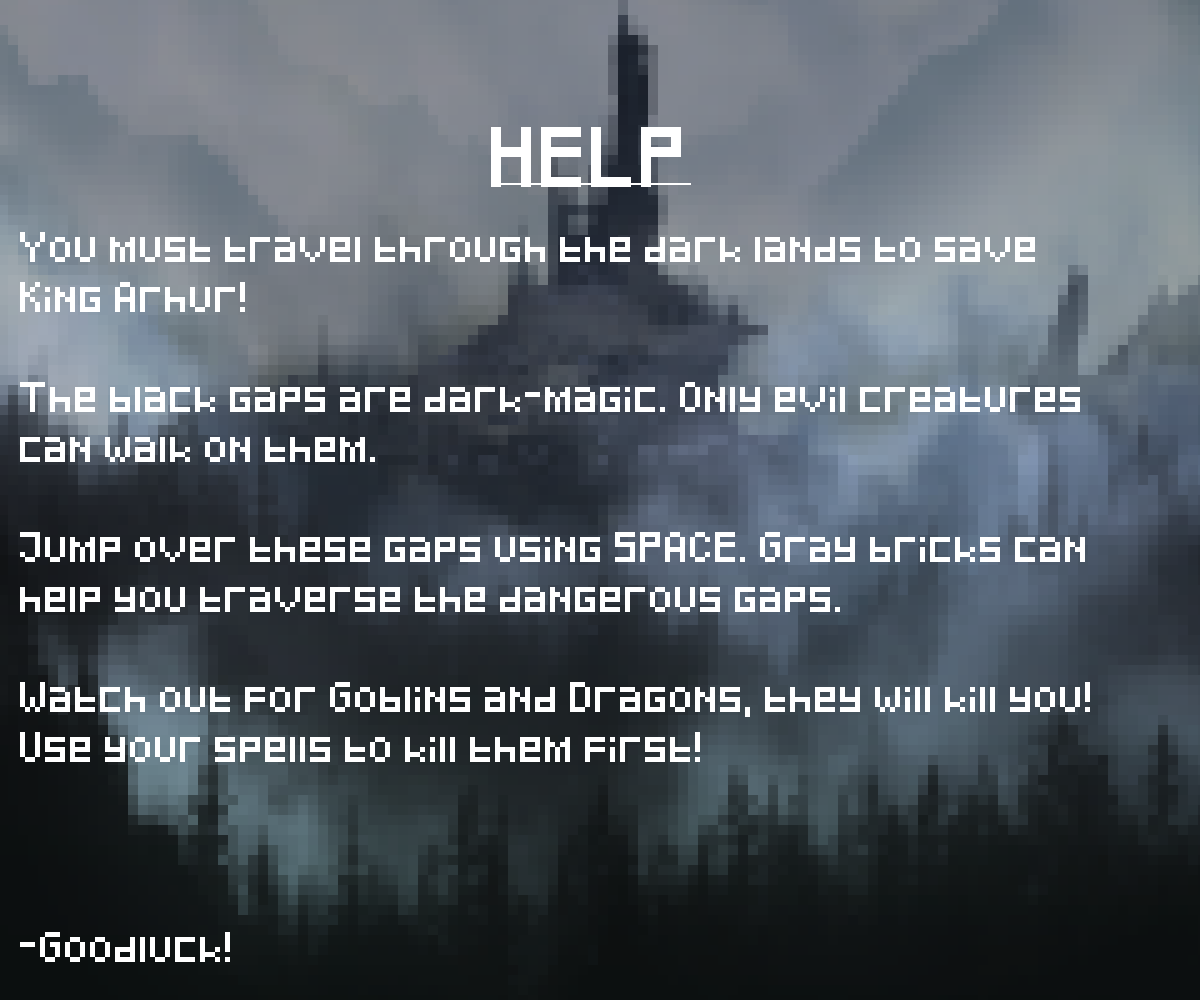 HELP
You must travel through the dark lands to save
King Arhur!
The black gaps are dark-magic. Only evil creatures
can walk on them.
Jump over these gaps using SPACE. Gray bricks can
help you traverse the dangerous gaps.
Watch out for Goblins and Dragons, they will kill you!
Use your spells to kill them first!
-Goodluck!